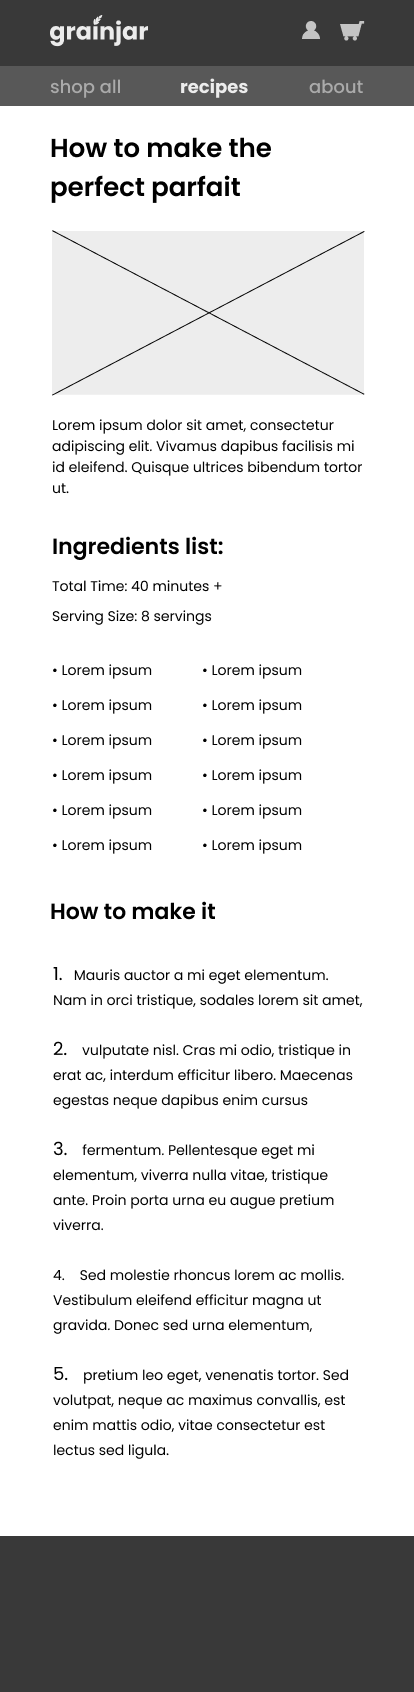 grainjar
shop all recipes about
How to make the
perfect parfait
Lorem ipsum dolor sit amet, consectetur
adipiscing elit. Vivamus dapibus facilisis mi
id eleifend. Quisque ultrices bibendum tortor
ut.
Ingredients list:
Total Time: 40 minutes +
Serving Size: 8 servings
• Lorem ipsum • Lorem ipsum
• Lorem ipsum • Lorem ipsum
• Lorem ipsum • Lorem ipsum
• Lorem ipsum • Lorem ipsum
• Lorem ipsum • Lorem ipsum
• Lorem ipsum • Lorem ipsum
How to make it
1. Mauris auctor a mi eget elementum.
Nam in orci tristique, sodales lorem sit amet,
2. vulputate nisl. Cras mi odio, tristique in
erat ac, interdum efficitur libero. Maecenas
egestas neque dapibus enim cursus
3. fermentum. Pellentesque eget mi
elementum, viverra nulla vitae, tristique
ante. Proin porta urna eu augue pretium
viverra.
4. Sed molestie rhoncus lorem ac mollis.
Vestibulum eleifend efficitur magna ut
gravida. Donec sed urna elementum,
5. pretium leo eget, venenatis tortor. Sed
volutpat, neque ac maximus convallis, est
enim mattis odio, vitae consectetur est
lectus sed ligula.